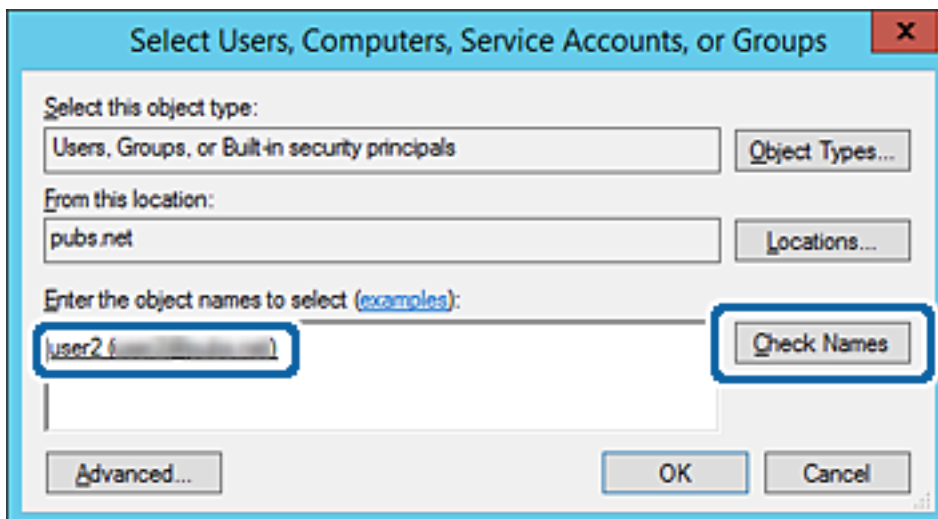 Select Users, Computers, Service Accounts, or Groups
x
Select this object type:
Users, Groups, or Built-in security principals
Object Types...
From this location:
pubs.net
Locations...
Enter the object names to select (examples):
user2 (
)
Check Names
Advanced...
OK
Cancel